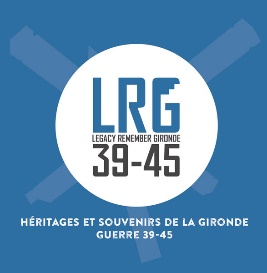 LRG
LEGACY REMEMBER GIRONDE
39-45
HÉRITAGES ET SOUVENIRS DE LA GIRONDE
GUERRE 39-45